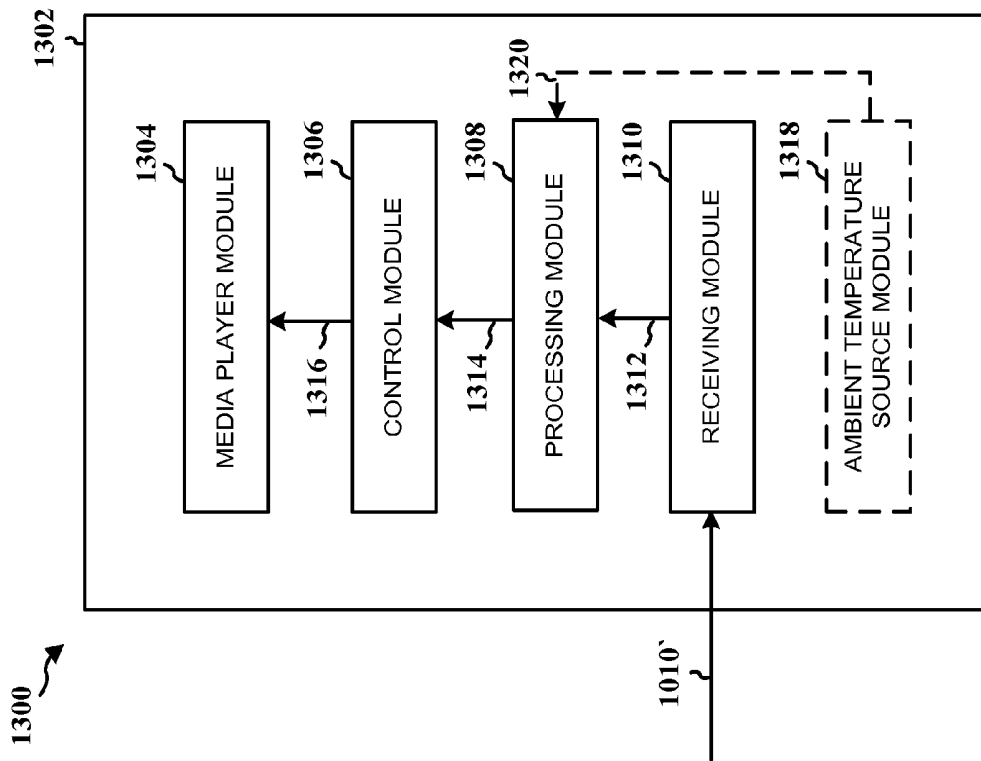 1300
1302
1304
MEDIA PLAYER MODULE
1316
1306
CONTROL MODULE
1314
1308
PROCESSING MODULE
1320
1312
1310
RECEIVING MODULE
1010`
1318
AMBIENT TEMPERATURE
SOURCE MODULE